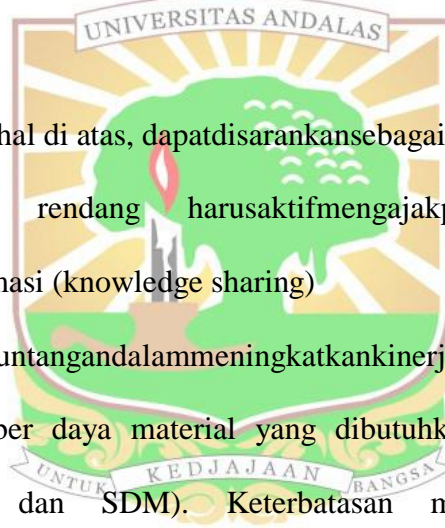 UNIVERSITAS ANDALAS
hal di atas, dapatdisarankansebagai
rendang harusaktifmengajakp
masi (knowledge sharing)
untangandalammeningkatkankinerj
ber daya material yang dibutuhk
UNTUK KEDJAJAAN BANGSA
dan SDM). Keterbatasan m